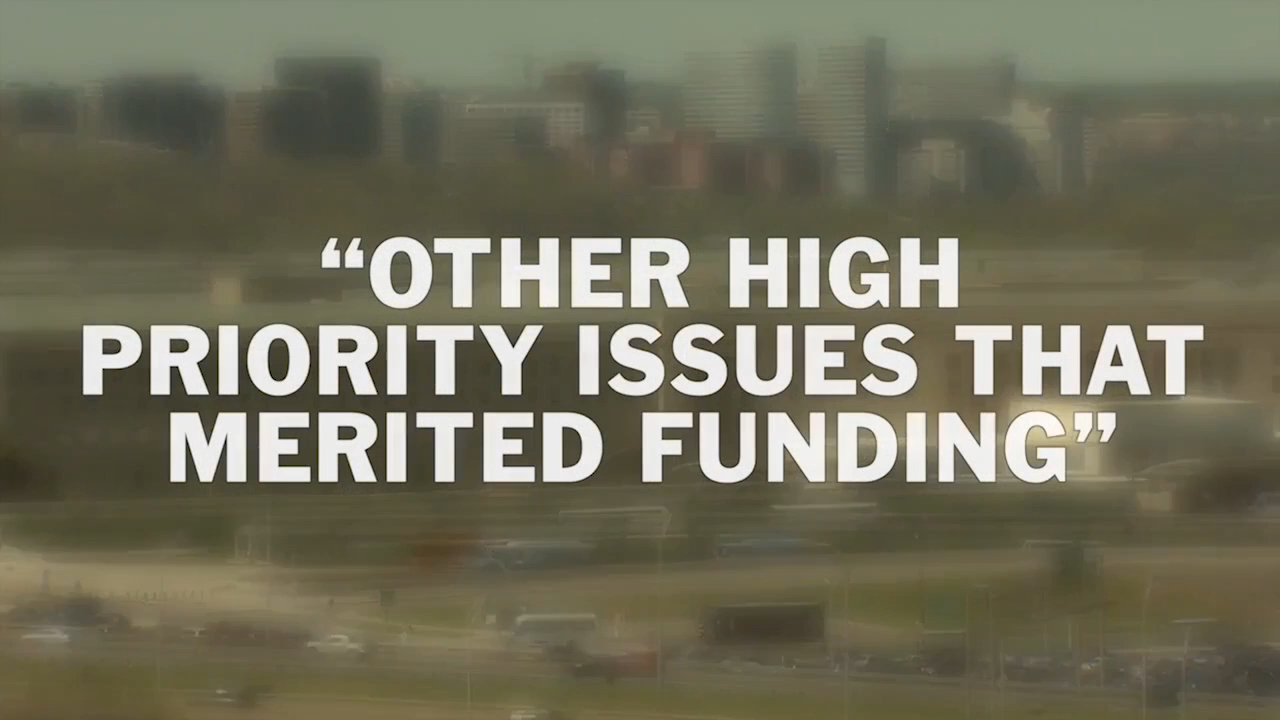 “OTHER HIGH
PRIORITY ISSUES THAT
MERITED FUNDING”